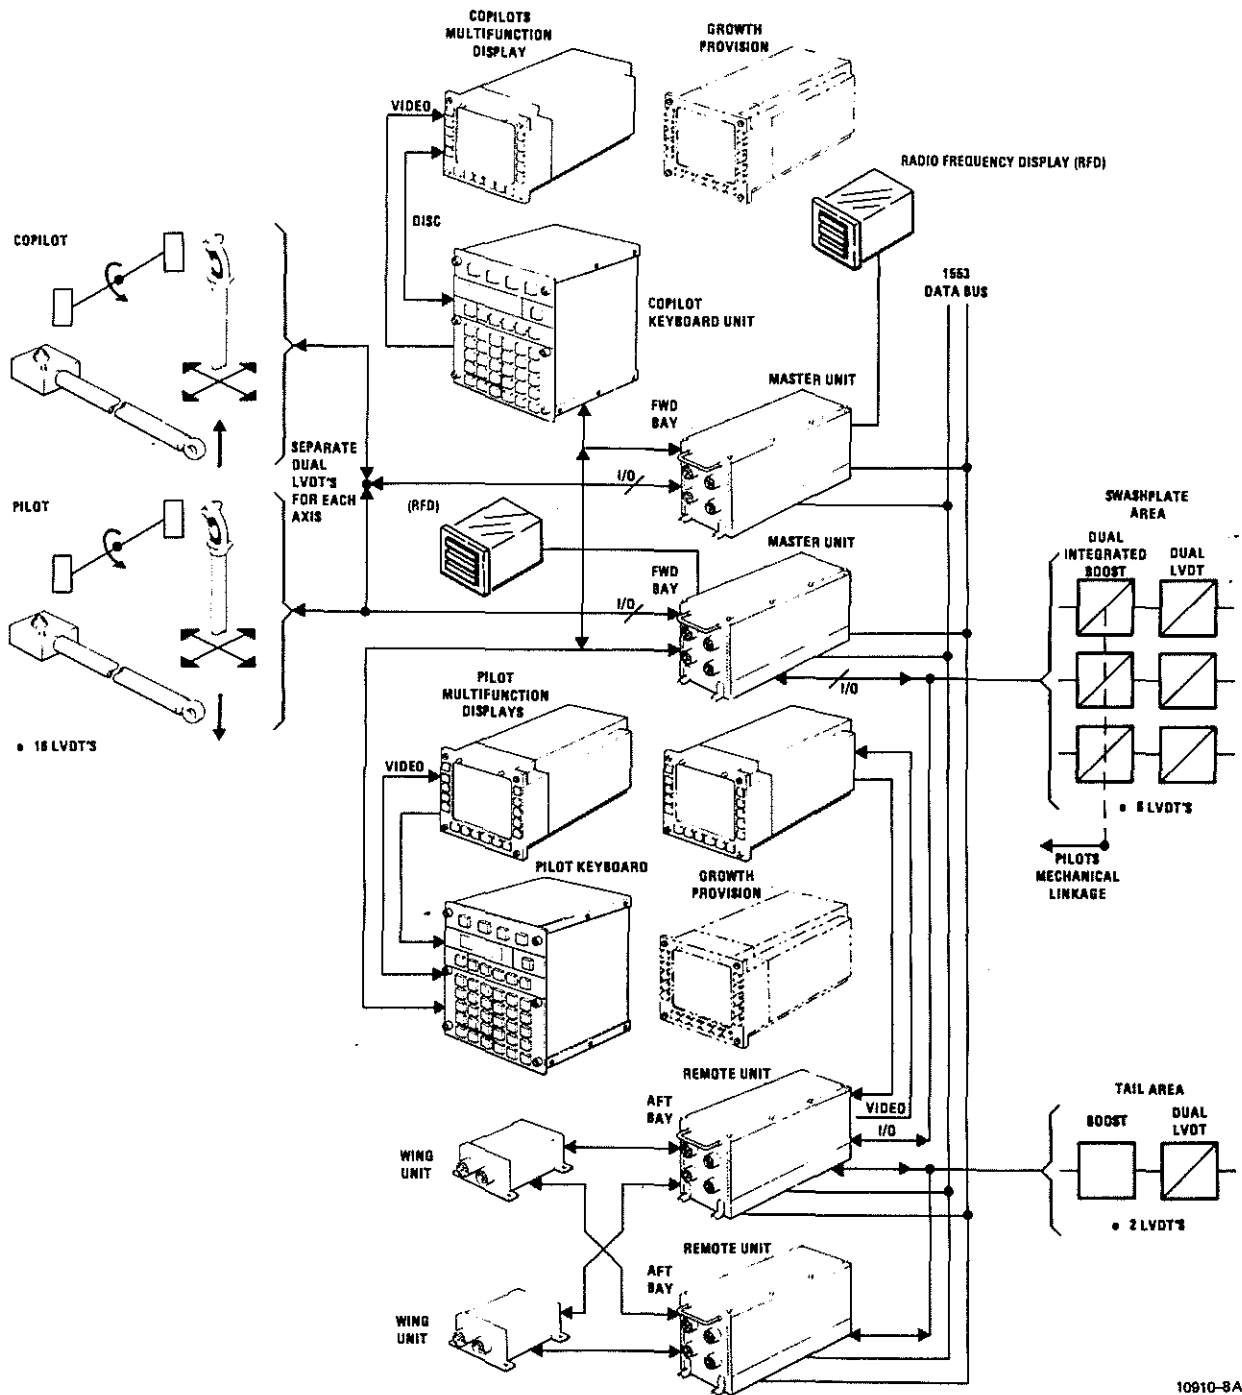 COPILOTS
MULTIFUNCTION
DISPLAY
GROWTH
PROVISION
VIDEO
RADIO FREQUENCY DISPLAY (RFD)
DISC
COPILOT
1553
DATA BUS
COPILOT
KEYBOARD UNIT
MASTER UNIT
FWD
BAY
SEPARATE
DUAL
LVDT'S
FOR EACH
AXIS
I/O
PILOT
(RFD)
SWASHPLATE
AREA
MASTER UNIT
DUAL
INTEGRATED
BOOST
DUAL
LVDT
FWD
BAY
I/O
PILOT
MULTIFUNCTION
DISPLAYS
I/O
• 16 LVDT'S
VIDEO
• 6 LVDT'S
PILOT KEYBOARD
GROWTH
PROVISION
PILOTS
MECHANICAL
LINKAGE
REMOTE UNIT
TAIL AREA
AFT
BAY
VIDEO
BOOST
DUAL
LVDT
I/O
WING
UNIT
• 2 LVDT'S
REMOTE UNIT
AFT
BAY
WING
UNIT
10910-8A